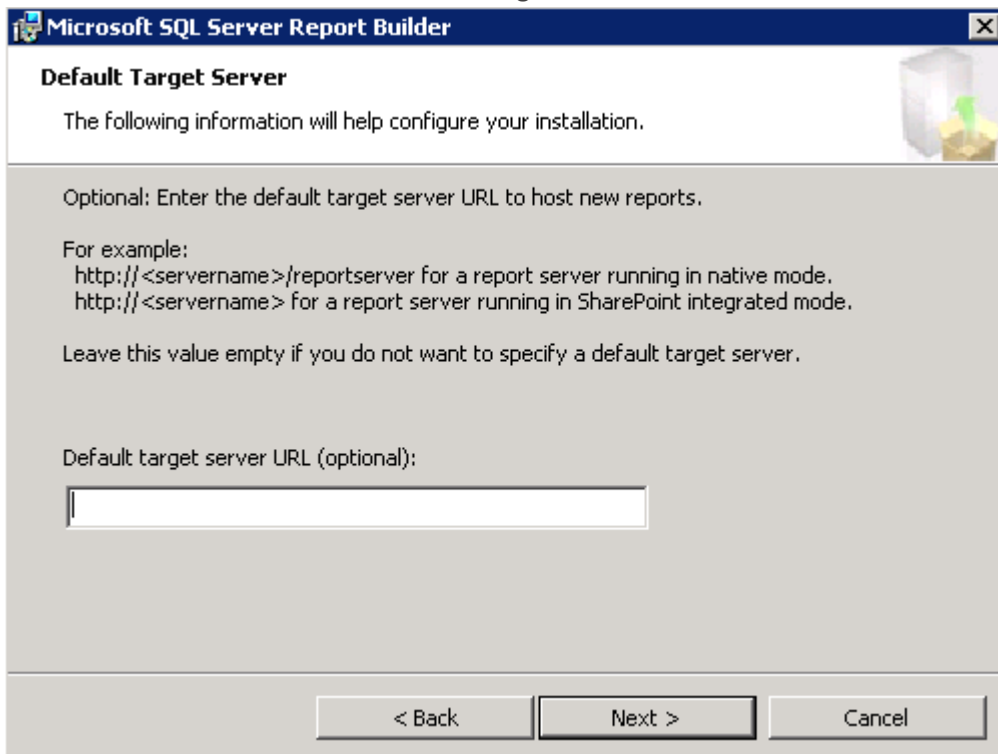 Microsoft SQL Server Report Builder
Default Target Server
The following information will help configure your installation.
Optional: Enter the default target server URL to host new reports.
For example:
http://<servername>/reportserver for a report server running in native mode.
http://<servername> for a report server running in SharePoint integrated mode.
Leave this value empty if you do not want to specify a default target server.
Default target server URL (optional):
< Back Next > Cancel